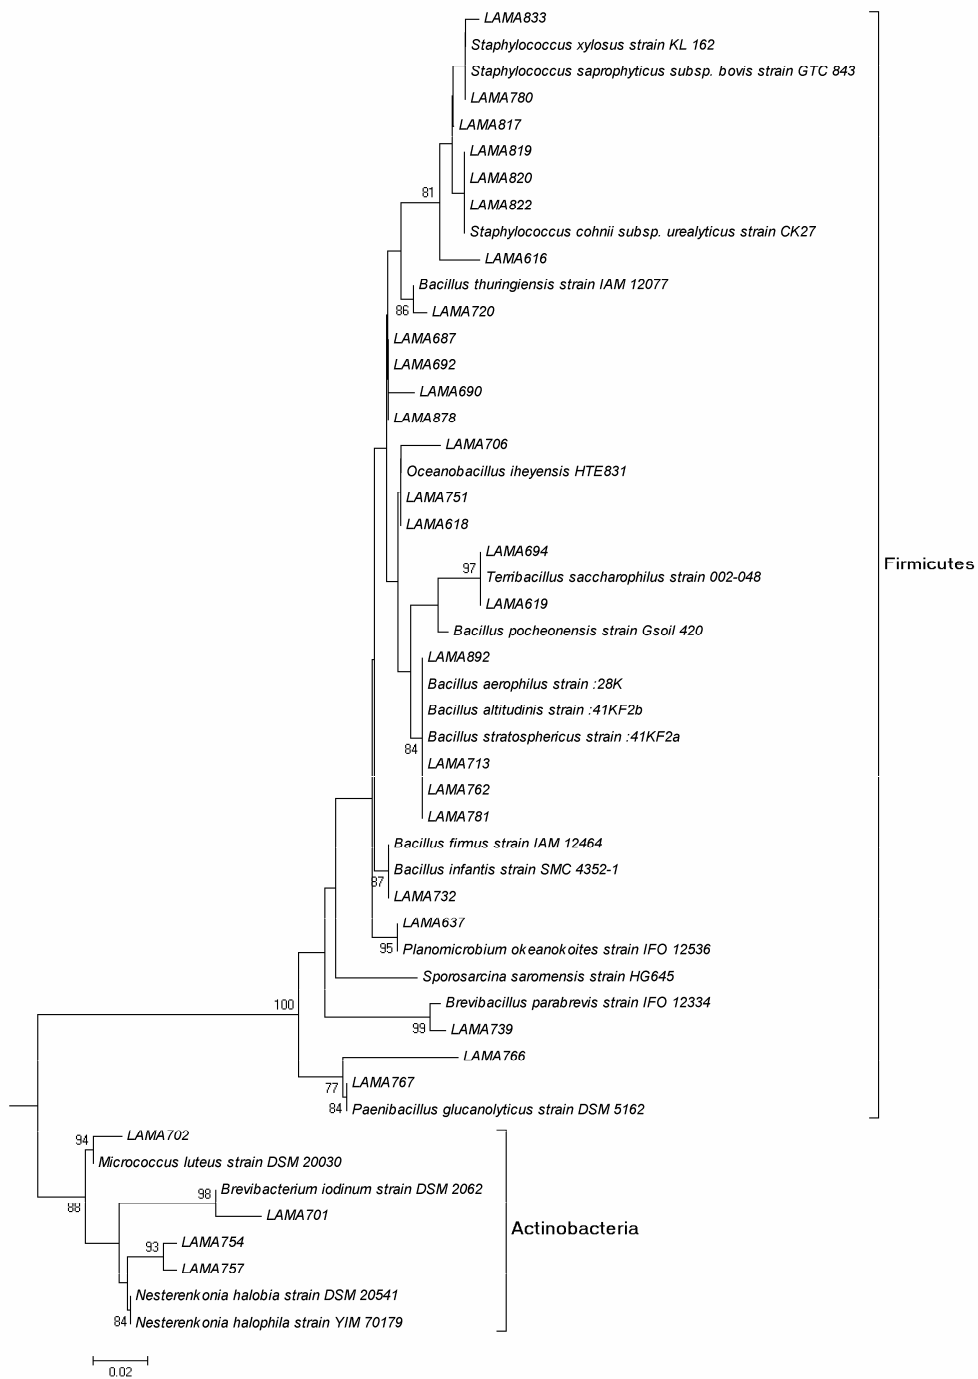 LAMA833
Staphylococcus xylosus strain KL 162
Staphylococcus saprophyticus subsp. bovis strain GTC 843
LAMA780
LAMA817
LAMA819
LAMA820
81
LAMA822
Staphylococcus cohnii subsp. urealyticus strain CK27
LAMA616
Bacillus thuringiensis strain IAM 12077
86
LAMA720
LAMA687
LAMA692
LAMA690
LAMA878
LAMA706
Oceanobacillus iheyensis HTE831
LAMA751
LAMA618
LAMA694
Firmicutes
97
Terribacillus saccharophilus strain 002-048
LAMA619
Bacillus pocheonensis strain Gsoil 420
LAMA892
Bacillus aerophilus strain :28K
Bacillus altitudinis strain :41KF2b
Bacillus stratosphericus strain :41KF2a
84
LAMA713
LAMA762
LAMA781
Bacillus firmus strain IAM 12464
Bacillus infantis strain SMC 4352-1
87
LAMA732
LAMA637
95
Planomicrobium okeanokoites strain IFO 12536
Sporosarcina saromensis strain HG645
Brevibacillus parabrevis strain IFO 12334
100
99
LAMA739
LAMA766
LAMA767
77
84
Paenibacillus glucanolyticus strain DSM 5162
LAMA702
94
Micrococcus luteus strain DSM 20030
Brevibacterium iodinum strain DSM 2062
98
88
LAMA701
Actinobacteria
LAMA754
93
LAMA757
Nesterenkonia halobia strain DSM 20541
84
Nesterenkonia halophila strain YIM 70179
0.02